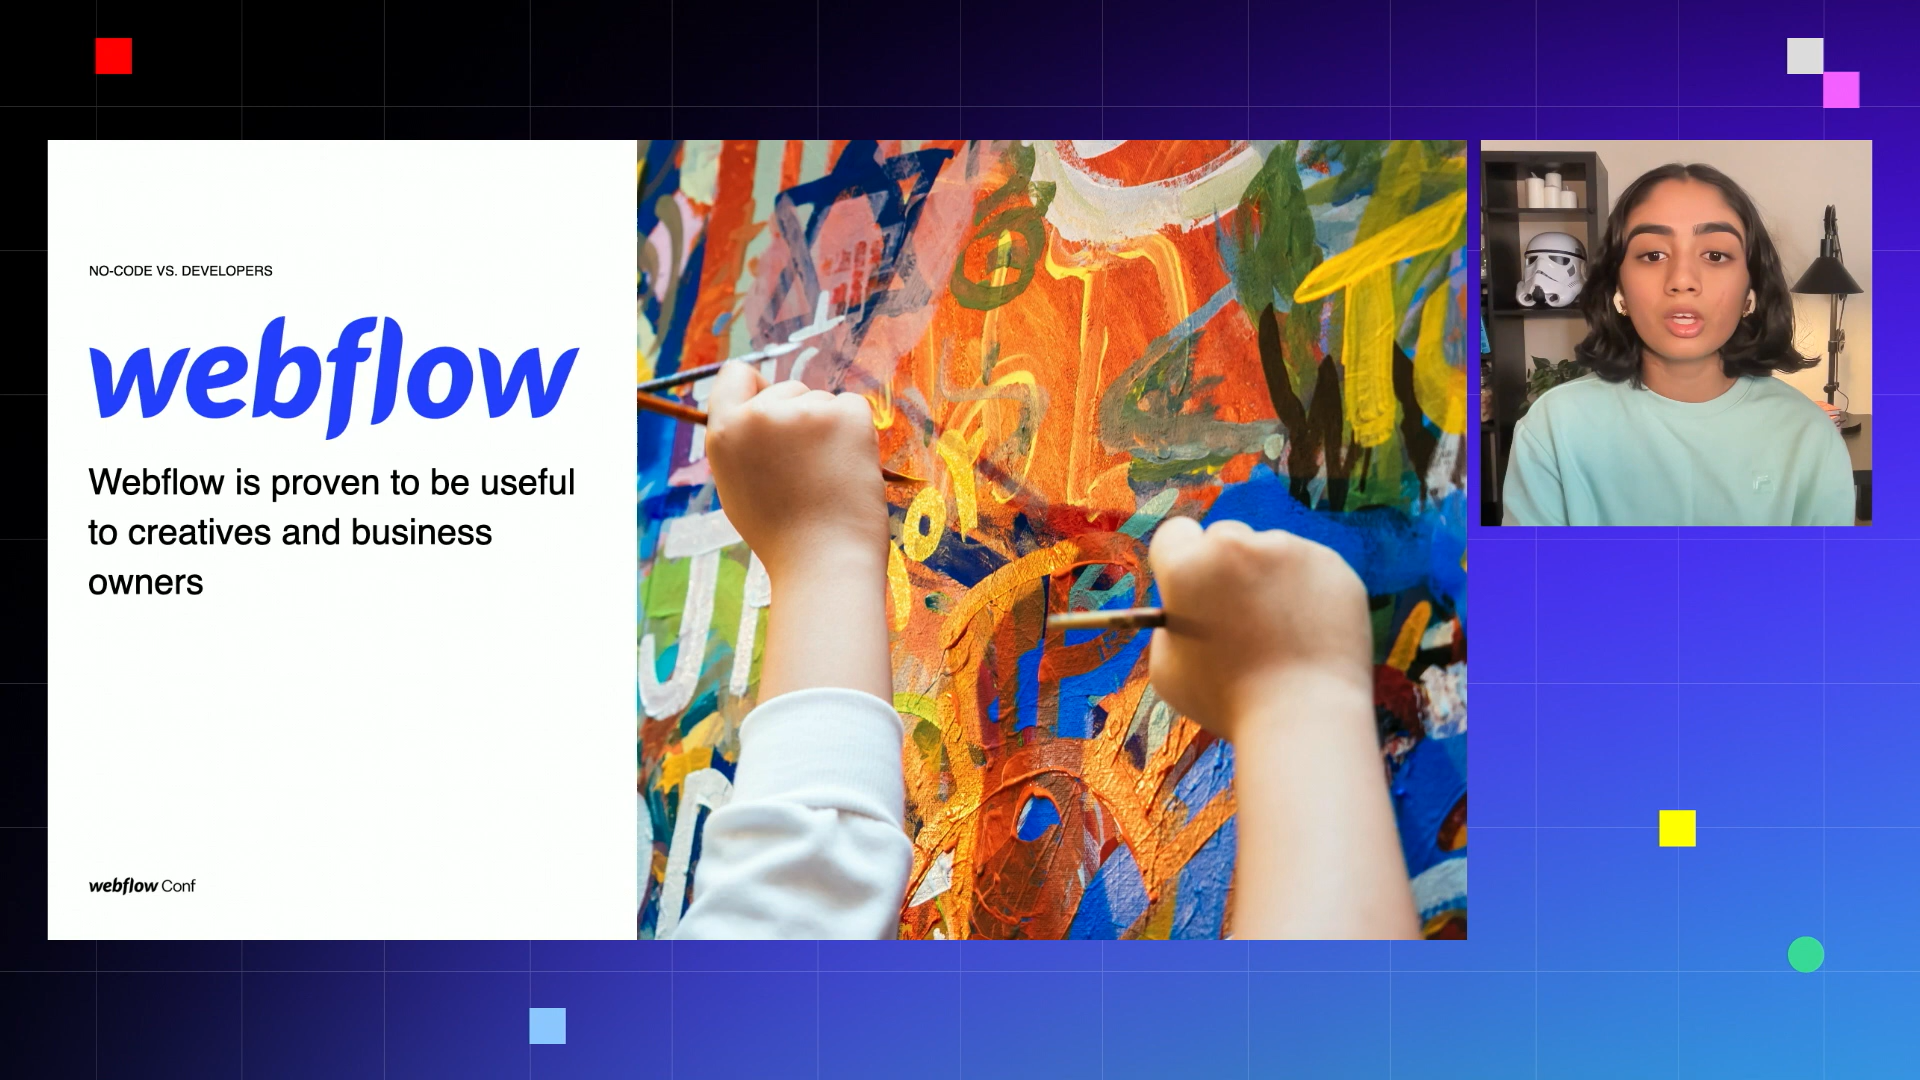 NO-CODE VS. DEVELOPERS
webflow
Webflow is proven to be useful
to creatives and business
owners
webflow Conf